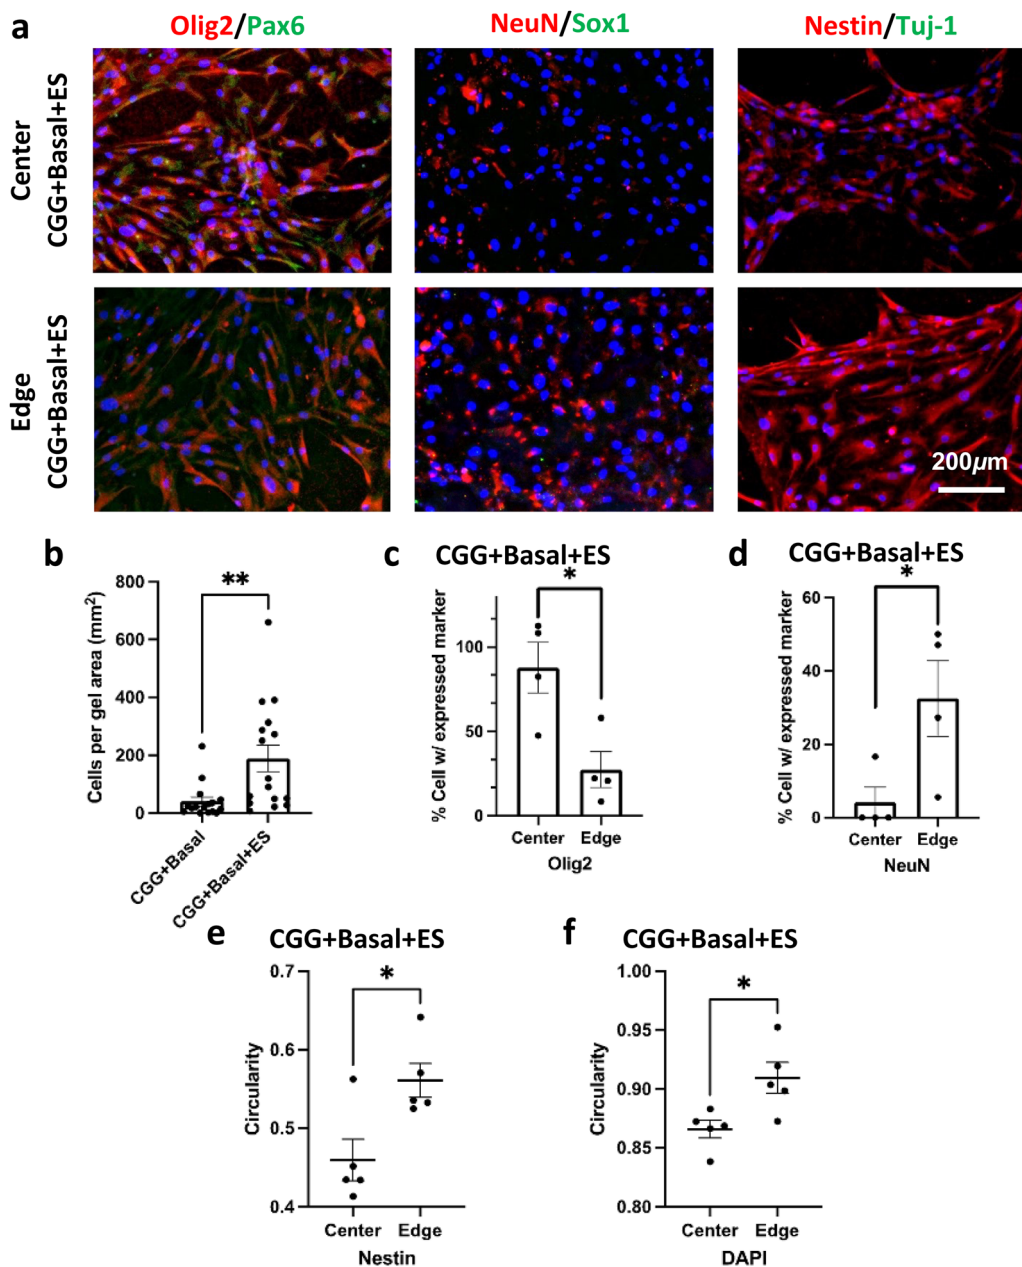 a
Olig2/Pax6
NeuN/Sox1
Nestin/Tuj-1
Center
CGG+Basal+ES
Edge
CGG+Basal+ES
200µm
b
800
600
400
200
0
Cells per gel area (mm²)
**
CGG+Basal
CGG+Basal+ES
c
CGG+Basal+ES
*
100
50
0
% Cell w/ expressed marker
Center Edge
Olig2
d
CGG+Basal+ES
*
60
40
20
0
% Cell w/ expressed marker
Center Edge
NeuN
e
CGG+Basal+ES
*
0.7
0.6
0.5
0.4
Circularity
Center Edge
Nestin
f
CGG+Basal+ES
*
1.00
0.95
0.90
0.85
0.80
Circularity
Center Edge
DAPI